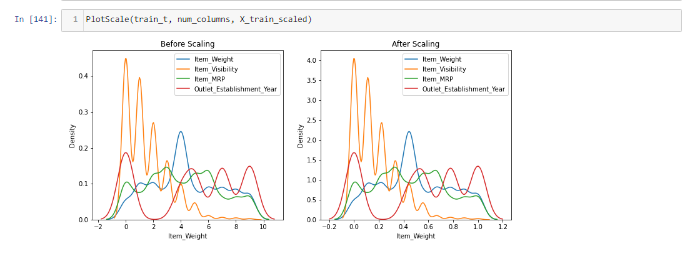 In [141]: 1 PlotScale(train_t, num_columns, X_train_scaled)
Before Scaling
Item_Weight
Item_Visibility
Item_MRP
Outlet_Establishment_Year
Density
0.4
0.3
0.2
0.1
0.0
−2 0 2 4 6 8 10
Item_Weight
After Scaling
Item_Weight
Item_Visibility
Item_MRP
Outlet_Establishment_Year
Density
4.0
3.5
3.0
2.5
2.0
1.5
1.0
0.5
0.0
−0.2 0.0 0.2 0.4 0.6 0.8 1.0 1.2
Item_Weight